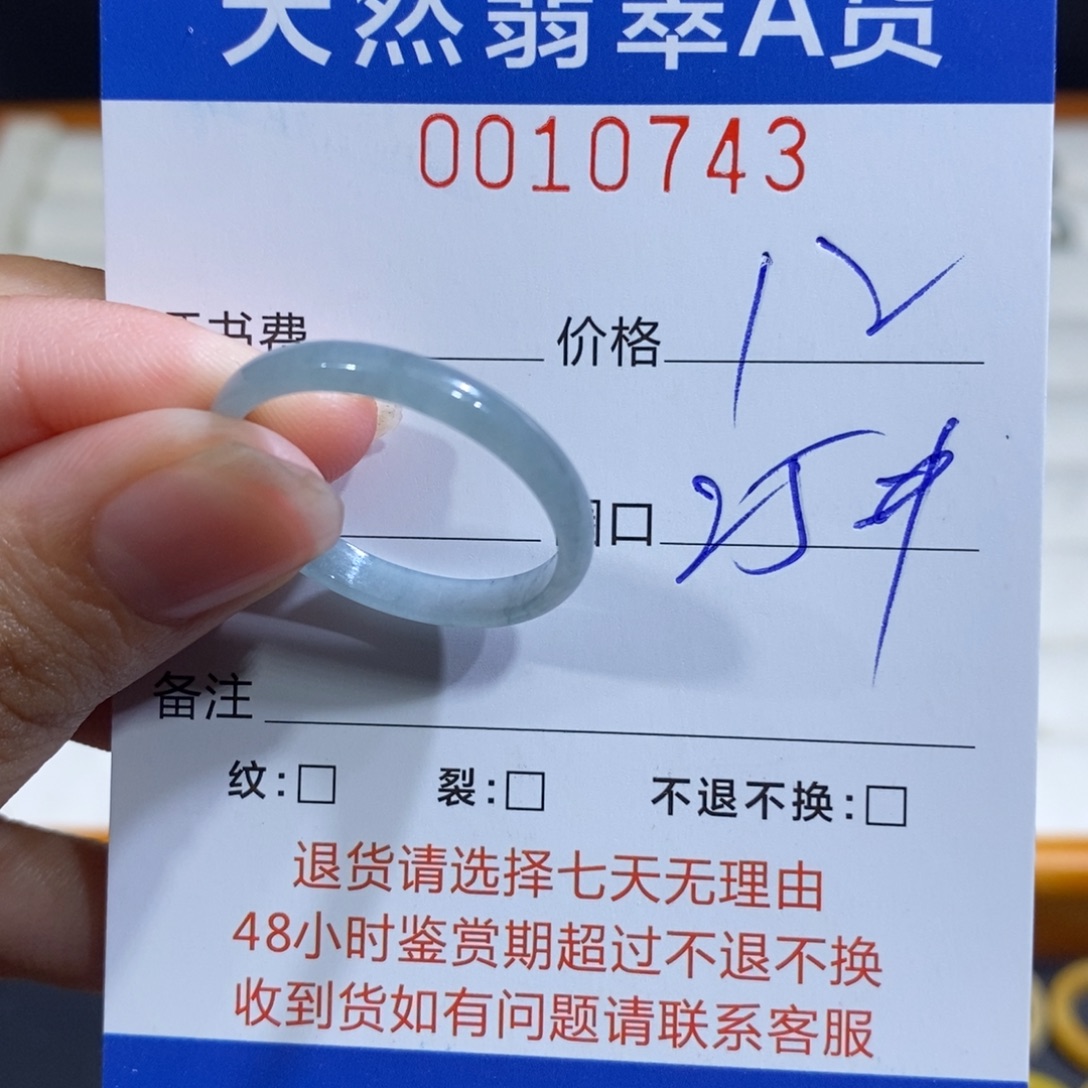 天然翡翠A货
0010743
书费 价格 12
口 25#
备注
纹:□ 裂:□ 不退不换:□
退货请选择七天无理由
48小时鉴赏期超过不退不换
收到货如有问题请联系客服